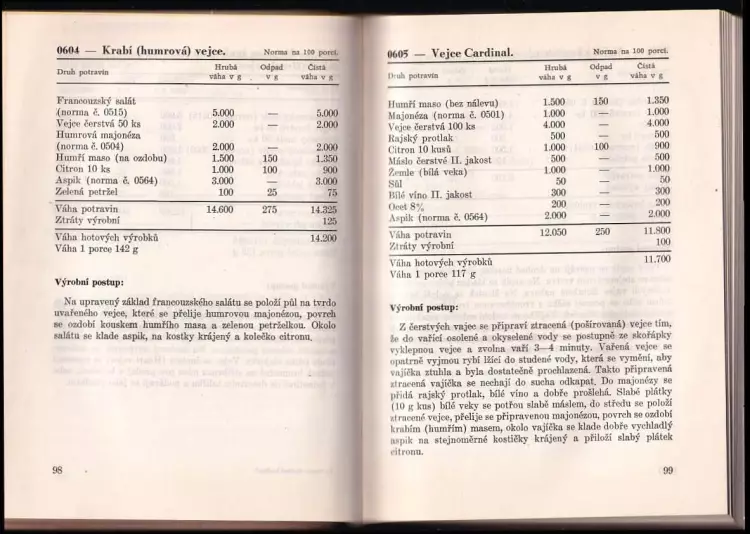 0604 — Krabí (humrová) vejce. Norma na 100 porcí.
Druh potravin Hrubá váha v g Odpad v g Čistá váha v g
Francouzský salát
(norma č. 0515) 5.000 — 5.000
Vejce čerstvá 50 ks 2.000 — 2.000
Humrová majonéza
(norma č. 0504) 2.000 — 2.000
Humří maso (na ozdobu) 1.500 150 1.350
Citron 10 ks 1.000 100 900
Aspik (norma č. 0564) 3.000 — 3.000
Zelená petržel 100 25 75
Váha potravin 14.600 275 14.325
Ztráty výrobní 125
Váha hotových výrobků 14.200
Váha 1 porce 142 g
Výrobní postup:
Na upravený základ francouzského salátu se položí půl na tvrdo
uvařeného vejce, které se přelije humrovou majonézou, povrch
se ozdobí kouskem humřího masa a zelenou petrželkou. Okolo
salátu se klade aspik, na kostky krájený a kolečko citronu.
98
0605 — Vejce Cardinal. Norma na 100 porcí.
Druh potravin Hrubá váha v g Odpad v g Čistá váha v g
Humří maso (bez nálevu) 1.500 150 1.350
Majonéza (norma č. 0501) 1.000 — 1.000
Vejce čerstvá 100 ks 4.000 — 4.000
Rajský protlak 500 — 500
Citron 10 kusů 1.000 100 900
Máslo čerstvé II. jakost 500 — 500
Žemle (bílá veka) 1.000 — 1.000
Sůl 50 — 50
Bílé víno II. jakost 300 — 300
Ocet 8% 200 — 200
Aspik (norma č. 0564) 2.000 — 2.000
Váha potravin 12.050 250 11.800
Ztráty výrobní 100
Váha hotových výrobků 11.700
Váha 1 porce 117 g
Výrobní postup:
Z čerstvých vajec se připraví ztracená (poširovaná) vejce tím,
že do vařící osolené a okyselené vody se postupně ze skořápky
vyklepnou vejce a zvolna vaří 3—4 minuty. Vařená vejce se
opatrně vyjmou rybí lžící do studené vody, která se vymění, aby
vajíčka ztuhla a byla dostatečně prochlazená. Takto připravená
ztracená vajíčka se nechají do sucha odkapat. Do majonézy se
přidá rajský protlak, bílé víno a dobře prošlehá. Slabé plátky
(10 g kus) bílé veky se potřou slabě máslem, do středu se položí
ztracené vejce, přelije se připravenou majonézou, povrch se ozdobí
krabím (humřím) masem, okolo vajíčka se klade dobře vychladlý
aspik na stejnoměrné kostičky krájený a přiloží slabý plátek
citronu.
99